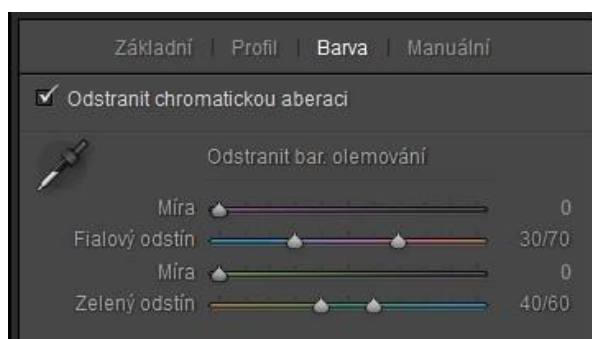 Základní | Profil | Barva | Manuální
Odstranit chromatickou aberaci
Odstranit bar. olemování
Míra 0
Fialový odstín 30/70
Míra 0
Zelený odstín 40/60